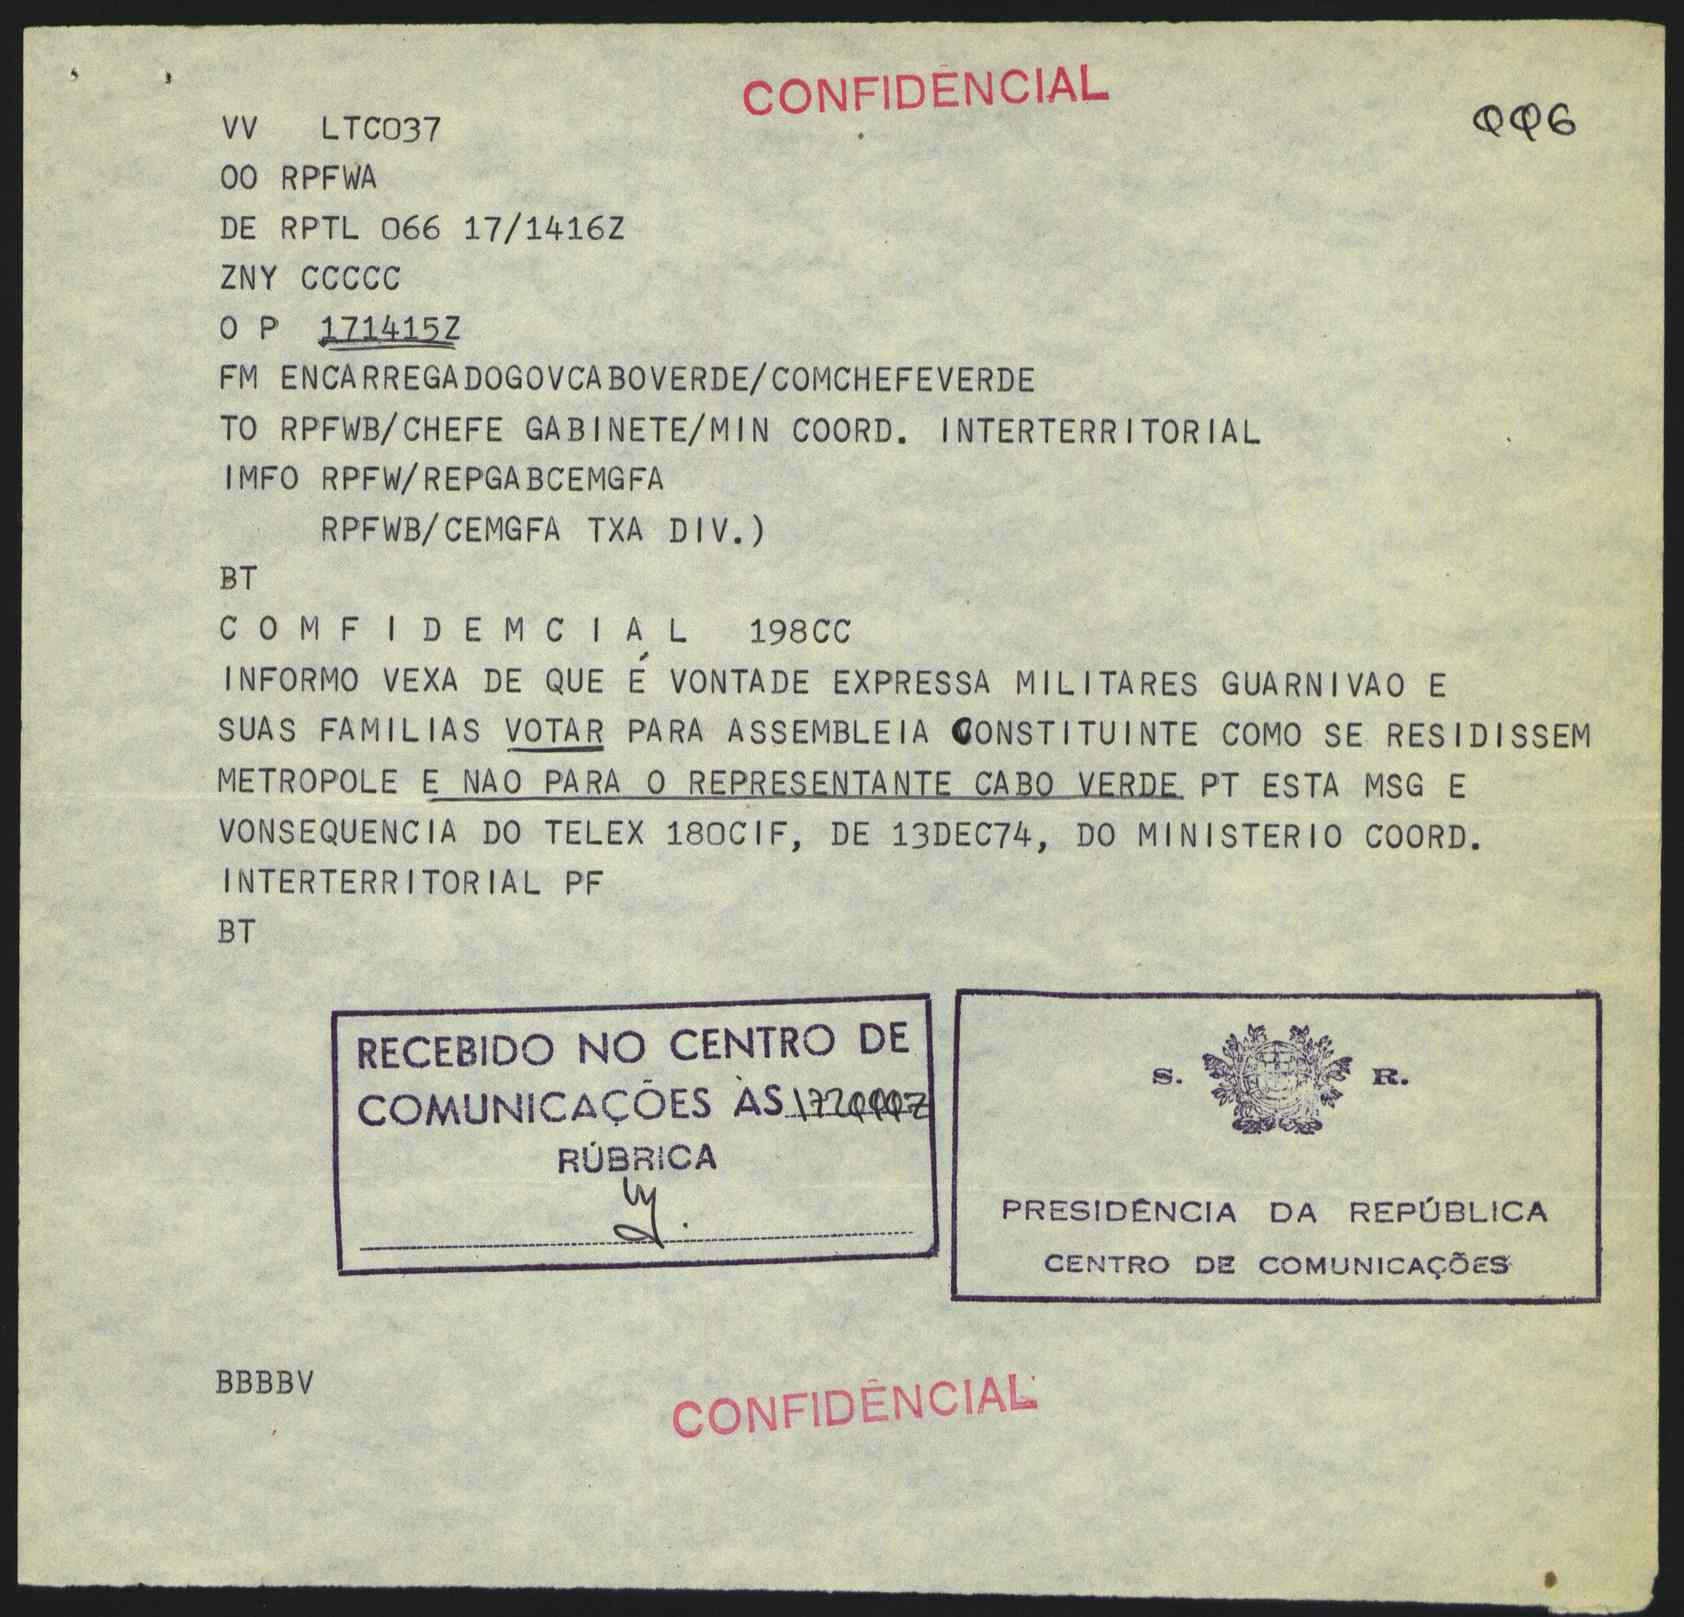 CONFIDÊNCIAL
006
VV LTC037
OO RPFWA
DE RPTL 066 17/1416Z
ZNY CCCCC
O P 171415Z
FM ENCARREGADOGOVCABOVERDE/COMCHEFEVERDE
TO RPFWB/CHEFE GABINETE/MIN COORD. INTERTERRITORIAL
IMFO RPFW/REPGABCEMGFA
RPFWB/CEMGFA TXA DIV.)
BT
C O M F I D E M C I A L 198CC
INFORMO VEXA DE QUE É VONTADE EXPRESSA MILITARES GUARNIVAO E
SUAS FAMILIAS VOTAR PARA ASSEMBLEIA CONSTITUINTE COMO SE RESIDISSEM
METROPOLE E NAO PARA O REPRESENTANTE CABO VERDE PT ESTA MSG E
VONSEQUENCIA DO TELEX 180CIF, DE 13DEC74, DO MINISTERIO COORD.
INTERTERRITORIAL PF
BT
RECEBIDO NO CENTRO DE
COMUNICAÇÕES ÀS 172000Z
RÚBRICA
S. R.
PRESIDÊNCIA DA REPÚBLICA
CENTRO DE COMUNICAÇÕES
BBBBV
CONFIDÊNCIAL